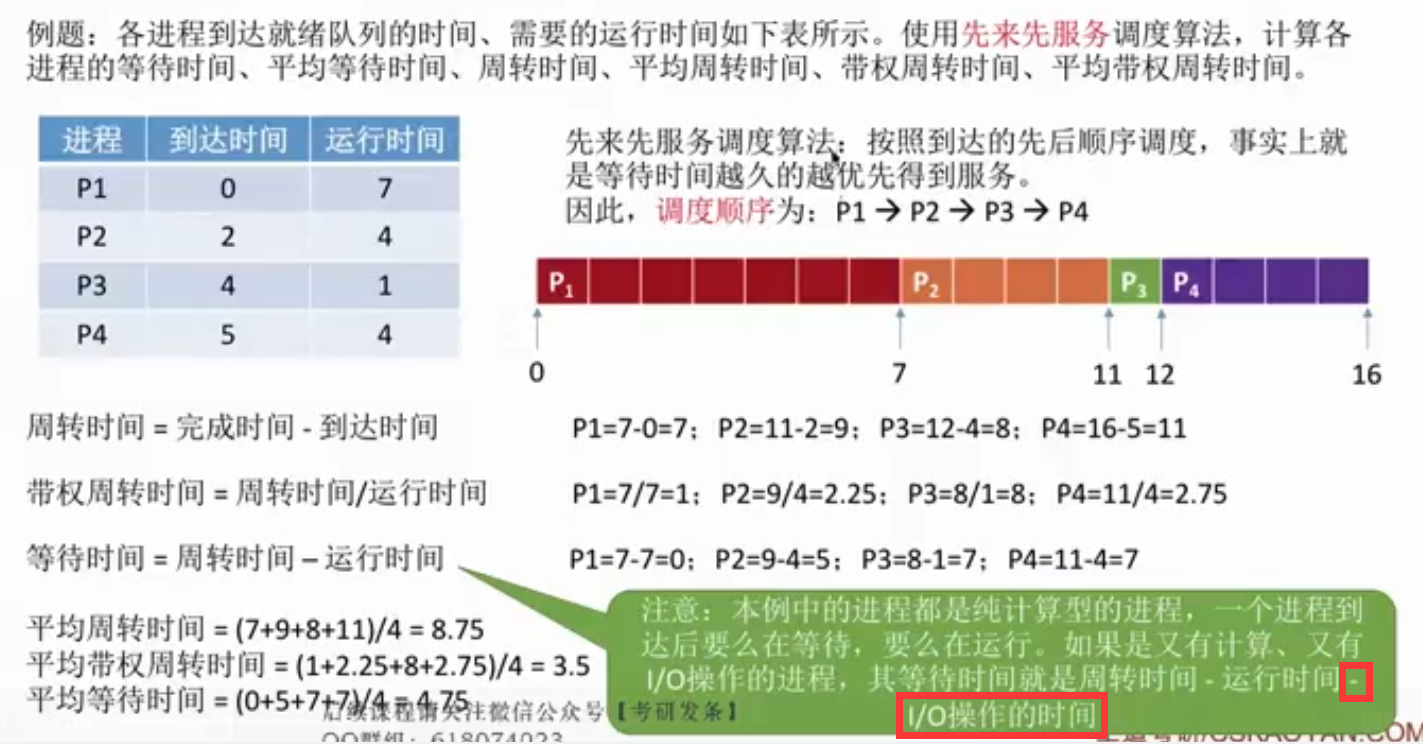 例题：各进程到达就绪队列的时间、需要的运行时间如下表所示。使用先来先服务调度算法，计算各
进程的等待时间、平均等待时间、周转时间、平均周转时间、带权周转时间、平均带权周转时间。
进程 到达时间 运行时间
P1 0 7
P2 2 4
P3 4 1
P4 5 4
先来先服务调度算法：按照到达的先后顺序调度，事实上就
是等待时间越久的越优先得到服务。
因此，调度顺序为：P1 → P2 → P3 → P4
P1 P2 P3 P4
0 7 11 12 16
周转时间 = 完成时间 - 到达时间
P1=7-0=7；P2=11-2=9；P3=12-4=8；P4=16-5=11
带权周转时间 = 周转时间/运行时间
P1=7/7=1；P2=9/4=2.25；P3=8/1=8；P4=11/4=2.75
等待时间 = 周转时间 – 运行时间
P1=7-7=0；P2=9-4=5；P3=8-1=7；P4=11-4=7
注意：本例中的进程都是纯计算型的进程，一个进程到
达后要么在等待，要么在运行。如果是又有计算、又有
I/O操作的进程，其等待时间就是周转时间 - 运行时间 -
I/O操作的时间
平均周转时间 = (7+9+8+11)/4 = 8.75
平均带权周转时间 = (1+2.25+8+2.75)/4 = 3.5
平均等待时间 = (0+5+7+7)/4 = 4.75
后续课程请关注微信公众号【考研发条】